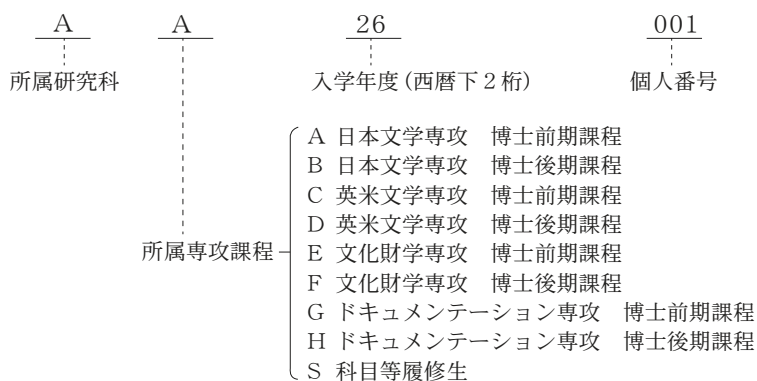 A A 26 001
所属研究科 入学年度(西暦下2桁) 個人番号
A 日本文学専攻 博士前期課程
B 日本文学専攻 博士後期課程
C 英米文学専攻 博士前期課程
D 英米文学専攻 博士後期課程
所属専攻課程
E 文化財学専攻 博士前期課程
F 文化財学専攻 博士後期課程
G ドキュメンテーション専攻 博士前期課程
H ドキュメンテーション専攻 博士後期課程
S 科目等履修生